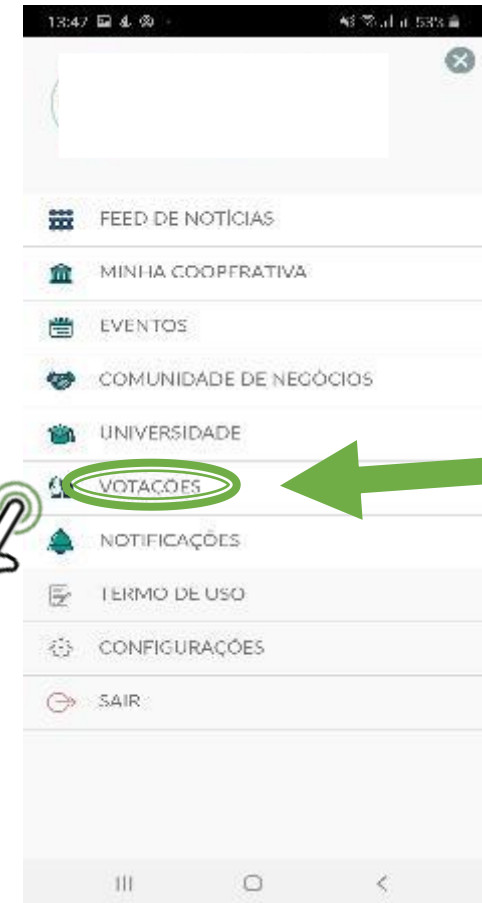 13:47 53%
FEED DE NOTÍCIAS
MINHA COOPERATIVA
EVENTOS
COMUNIDADE DE NEGÓCIOS
UNIVERSIDADE
VOTAÇÕES
NOTIFICAÇÕES
TERMO DE USO
CONFIGURAÇÕES
SAIR